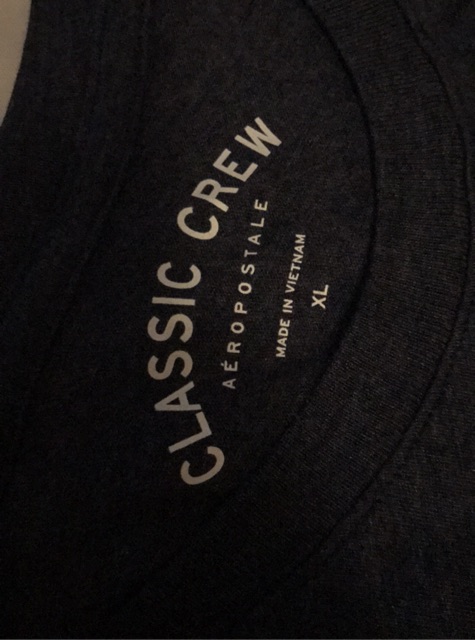 CLASSIC CREW
AÉROPOSTALE
MADE IN VIETNAM
XL